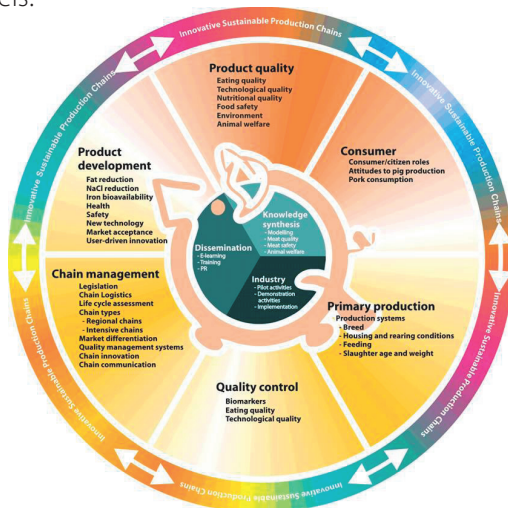 Innovative Sustainable Production Chains
Product quality
Eating quality
Technological quality
Nutritional quality
Food safety
Environment
Animal welfare
Innovative Sustainable Production Chains
Consumer
Consumer/citizen roles
Attitudes to pig production
Pork consumption
Innovative Sustainable Production Chains
Primary production
Production systems
- Breed
- Housing and rearing conditions
- Feeding
- Slaughter age and weight
Innovative Sustainable Production Chains
Quality control
Biomarkers
Eating quality
Technological quality
Innovative Sustainable Production Chains
Chain management
Legislation
Chain Logistics
Life cycle assessment
Chain types
- Regional chains
- Intensive chains
Market differentiation
Quality management systems
Chain innovation
Chain communication
Innovative Sustainable Production Chains
Product
development
Fat reduction
NaCl reduction
Iron bioavailability
Health
Safety
New technology
Market acceptance
User-driven innovation
Knowledge
synthesis
- Modelling
- Meat quality
- Meat safety
- Animal welfare
Dissemination
- E-learning
- Training
- PR
Industry
- Pilot activities
- Demonstration
activities
- Implementation